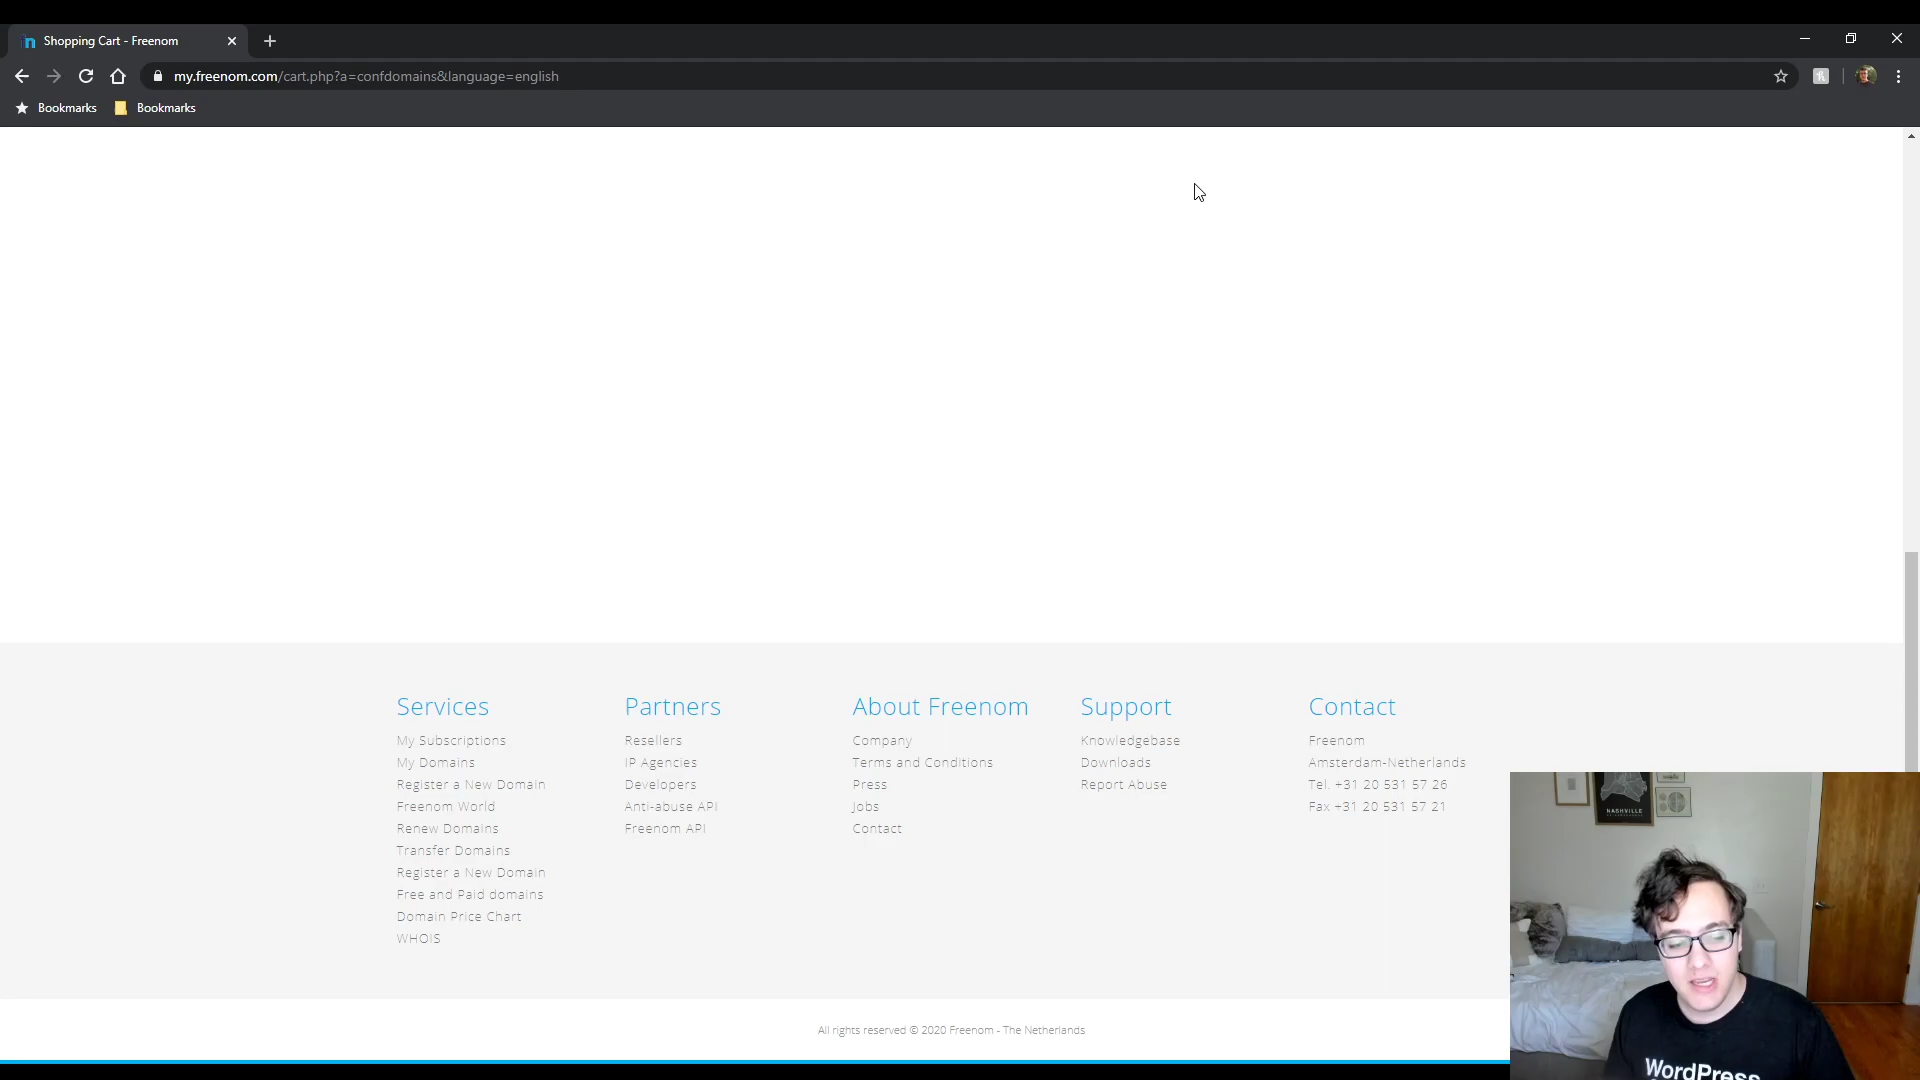 Shopping Cart - Freenom
my.freenom.com/cart.php?a=confdomains&language=english
Bookmarks
Bookmarks
Services
My Subscriptions
My Domains
Register a New Domain
Freenom World
Renew Domains
Transfer Domains
Register a New Domain
Free and Paid domains
Domain Price Chart
WHOIS
Partners
Resellers
IP Agencies
Developers
Anti-abuse API
Freenom API
About Freenom
Company
Terms and Conditions
Press
Jobs
Contact
Support
Knowledgebase
Downloads
Report Abuse
Contact
Freenom
Amsterdam-Netherlands
Tel. +31 20 531 57 26
Fax +31 20 531 57 21
All rights reserved © 2020 Freenom - The Netherlands
NASHVILLE
WordPress